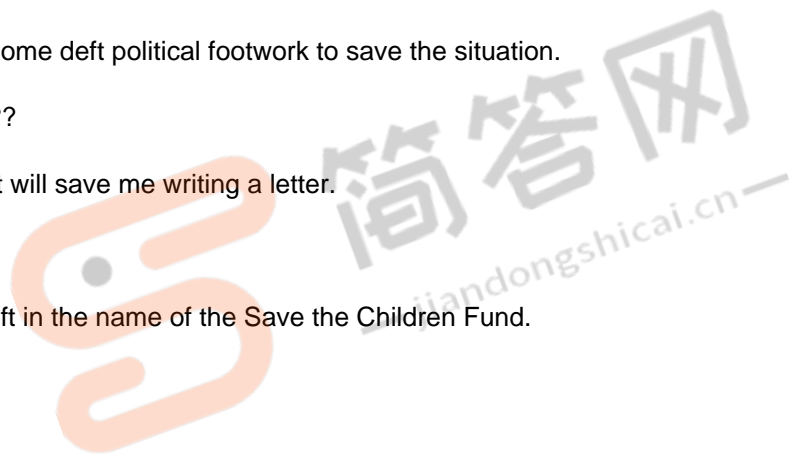 ome deft political footwork to save the situation.
?
t will save me writing a letter.
ft in the name of the Save the Children Fund.
简答网
—jiandongshicai.cn—